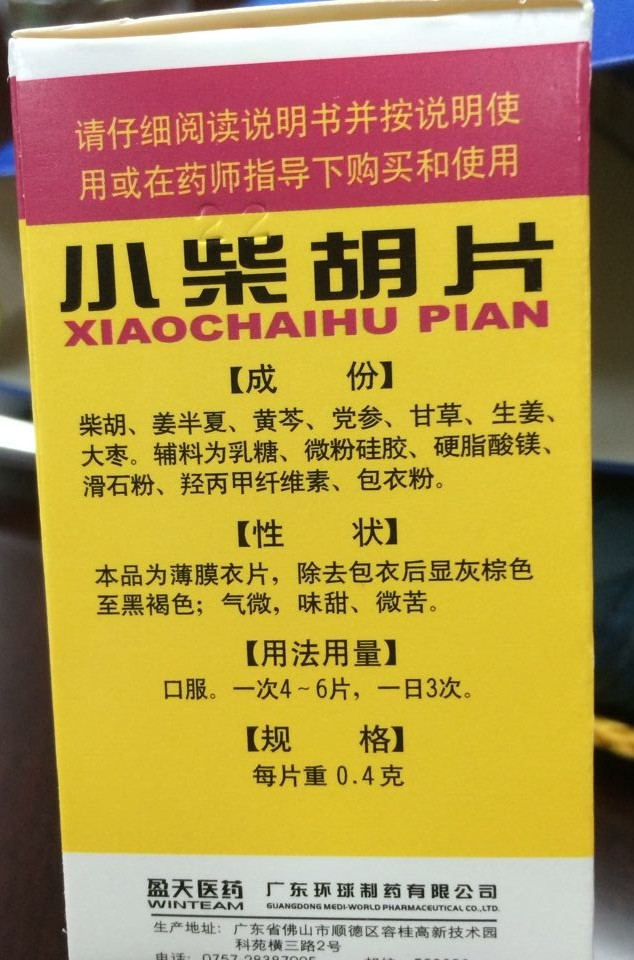 请仔细阅读说明书并按说明使
用或在药师指导下购买和使用
小柴胡片
XIAOCHAIHU PIAN
【成 份】
柴胡、姜半夏、黄芩、党参、甘草、生姜、
大枣。辅料为乳糖、微粉硅胶、硬脂酸镁、
滑石粉、羟丙甲纤维素、包衣粉。
【性 状】
本品为薄膜衣片，除去包衣后显灰棕色
至黑褐色；气微，味甜、微苦。
【用法用量】
口服。一次4~6片，一日3次。
【规 格】
每片重 0.4克
盈天医药 广东环球制药有限公司
WINTEAM GUANGDONG MEDI-WORLD PHARMACEUTICAL CO.,LTD.
生产地址：广东省佛山市顺德区容桂高新技术园
科苑横三路2号